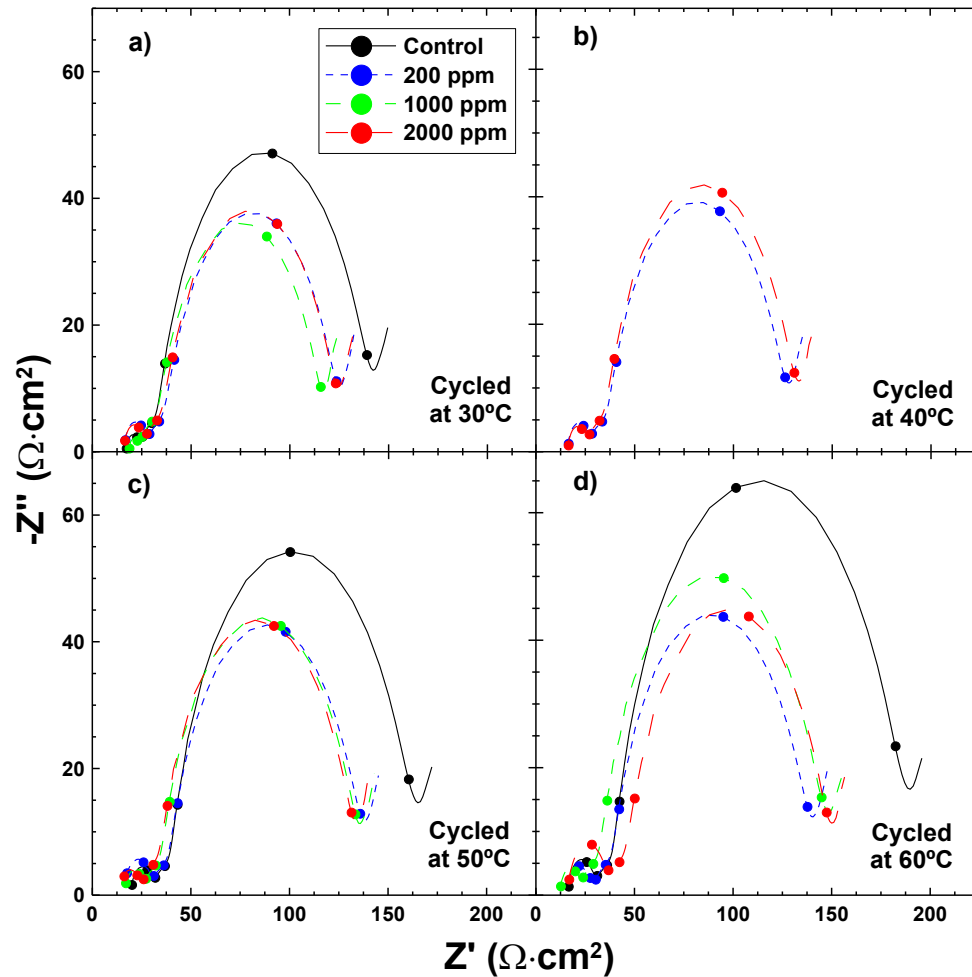 a)
Control
200 ppm
1000 ppm
2000 ppm
b)
60
40
20
0
Cycled
at 30ºC
Cycled
at 40ºC
-Z'' (Ω·cm²)
c)
d)
60
40
20
0
Cycled
at 50ºC
Cycled
at 60ºC
0 50 100 150 200
0 50 100 150 200
Z' (Ω·cm²)